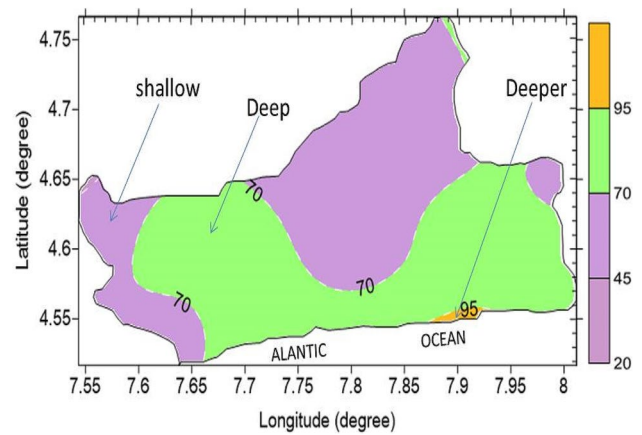 4.75
shallow
Deep
Deeper
4.7
95
4.65
70
70
Latitude (degree)
4.6
70
70
45
4.55
95
ALANTIC
OCEAN
20
7.55 7.6 7.65 7.7 7.75 7.8 7.85 7.9 7.95 8
Longitude (degree)